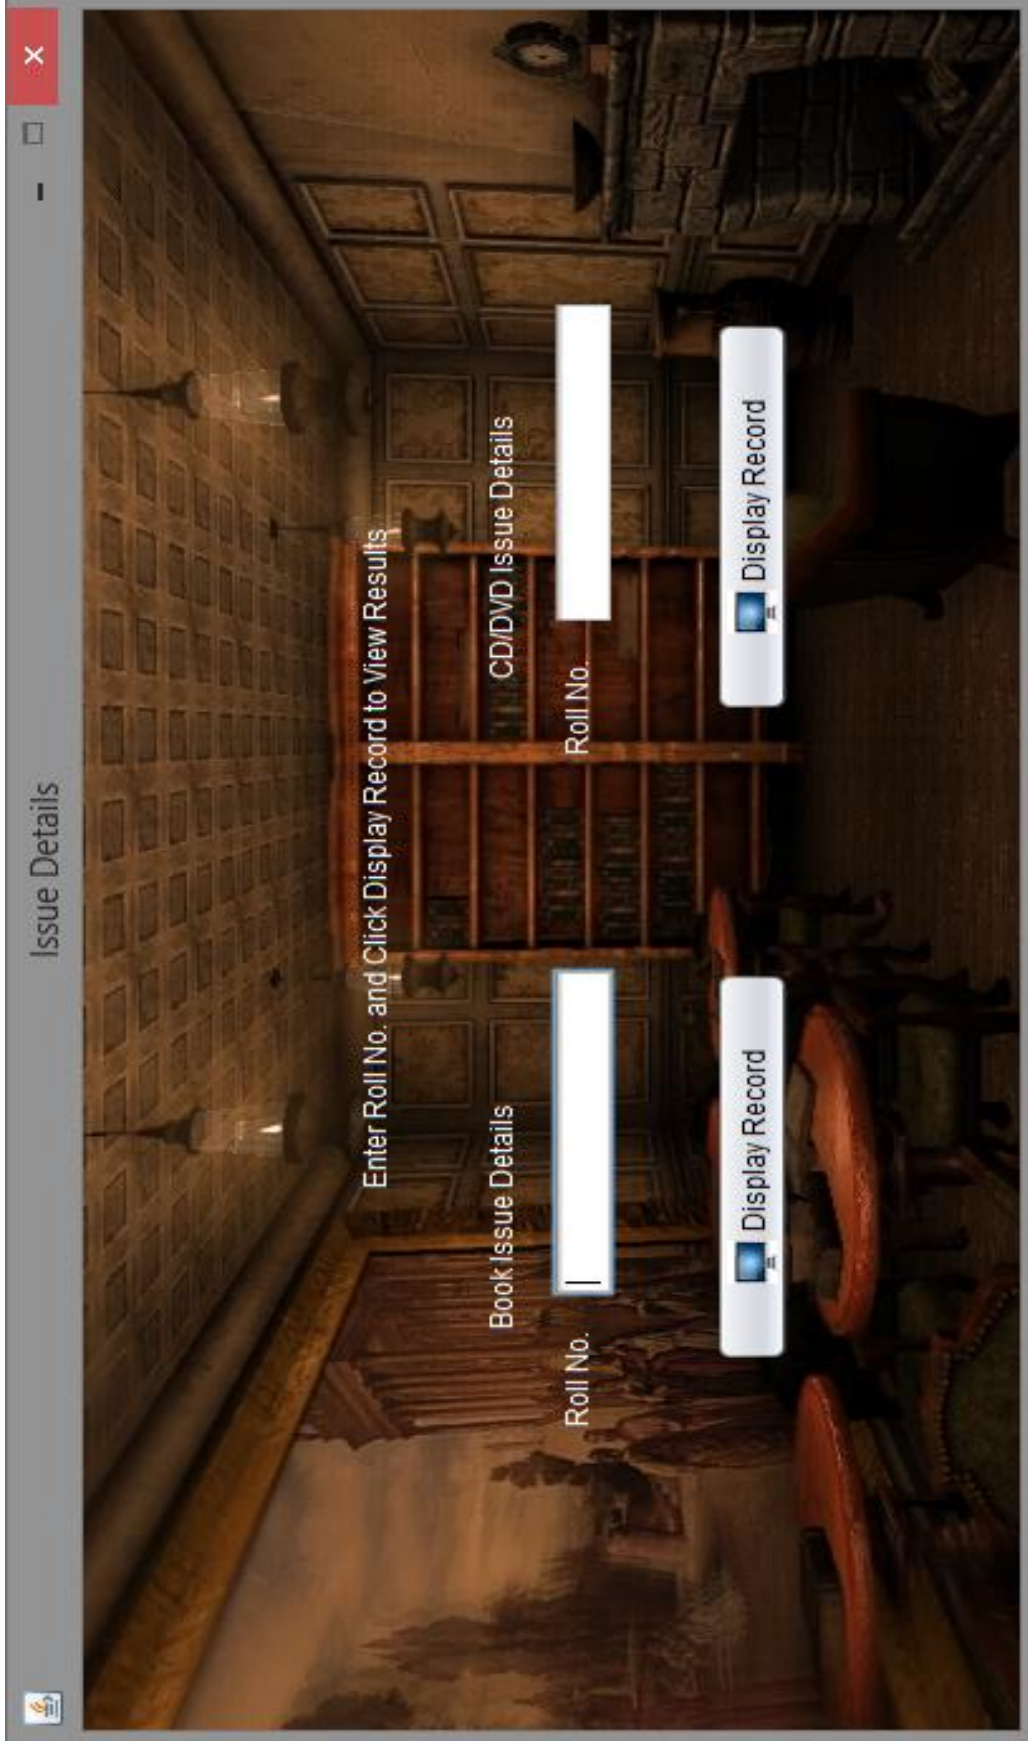 Issue Details
Enter Roll No. and Click Display Record to View Results
Book Issue Details
CD/DVD Issue Details
Roll No.
Roll No.
Display Record
Display Record